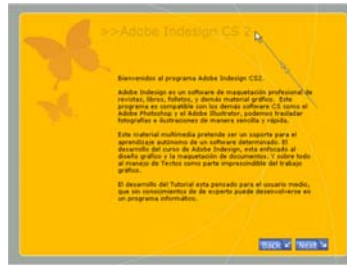 >>Adobe Indesign CS 2
Bienvenidos al programa Adobe Indesign CS2.
Adobe Indesign es un software de maquetación profesional de
revistas, libros, folletos, y demás material gráfico. Este
programa es compatible con los demás software CS como el
Adobe Photoshop y el Adobe Illustrator, podemos trasladar
fotografías e ilustraciones de manera sencilla y rápida.
Este material multimedia pretende ser un soporte para el
aprendizaje autónomo de un software determinado. El
desarrollo del curso de Adobe Indesign, esta enfocado al
diseño gráfico y la maquetación de documentos. Y sobre todo
al manejo de Textos como parte imprescindible del trabajo
gráfico.
El desarrollo del Tutorial esta pensado para el usuario medio,
que sin conocimientos de de experto puede desenvolverse en
un programa informático.
Back Next